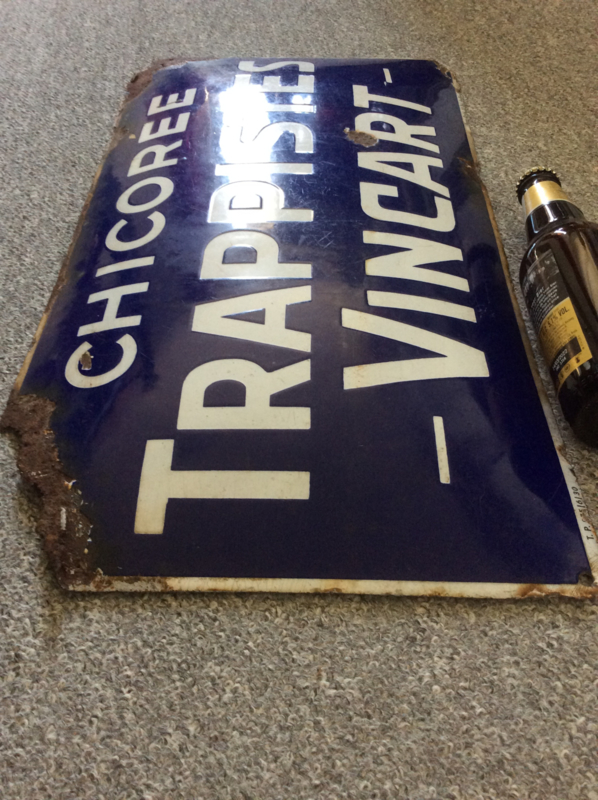 CHICOREE
TRAPPISTES
- VINCART -